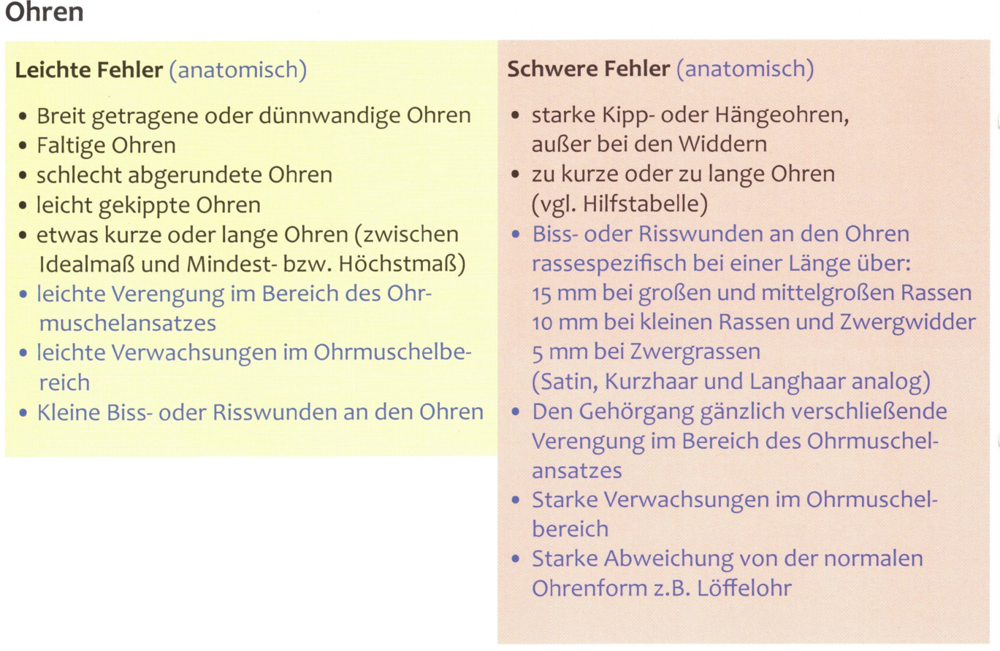 Ohren
Leichte Fehler (anatomisch)
• Breit getragene oder dünnwandige Ohren
• Faltige Ohren
• schlecht abgerundete Ohren
• leicht gekippte Ohren
• etwas kurze oder lange Ohren (zwischen
Idealmaß und Mindest- bzw. Höchstmaß)
• leichte Verengung im Bereich des Ohr-
muschelansatzes
• leichte Verwachsungen im Ohrmuschelbe-
reich
• Kleine Biss- oder Risswunden an den Ohren
Schwere Fehler (anatomisch)
• starke Kipp- oder Hängeohren,
außer bei den Widdern
• zu kurze oder zu lange Ohren
(vgl. Hilfstabelle)
• Biss- oder Risswunden an den Ohren
rassespezifisch bei einer Länge über:
15 mm bei großen und mittelgroßen Rassen
10 mm bei kleinen Rassen und Zwergwidder
5 mm bei Zwergrassen
(Satin, Kurzhaar und Langhaar analog)
• Den Gehörgang gänzlich verschließende
Verengung im Bereich des Ohrmuschel-
ansatzes
• Starke Verwachsungen im Ohrmuschel-
bereich
• Starke Abweichung von der normalen
Ohrenform z.B. Löffelohr